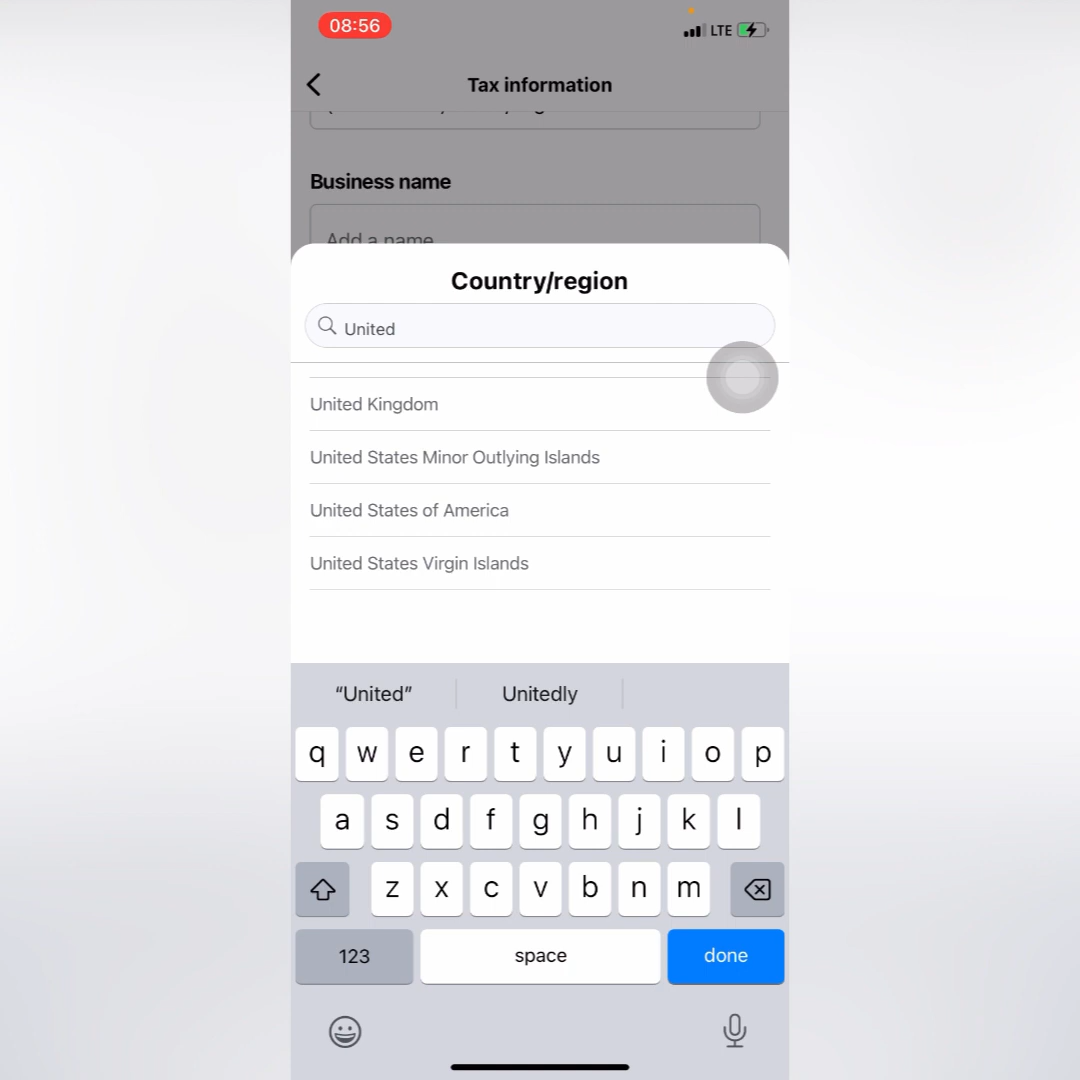 08:56
LTE
Tax information
Business name
Add a name
Country/region
United
United Kingdom
United States Minor Outlying Islands
United States of America
United States Virgin Islands
“United”
Unitedly
q w e r t y u i o p
a s d f g h j k l
z x c v b n m
123
space
done